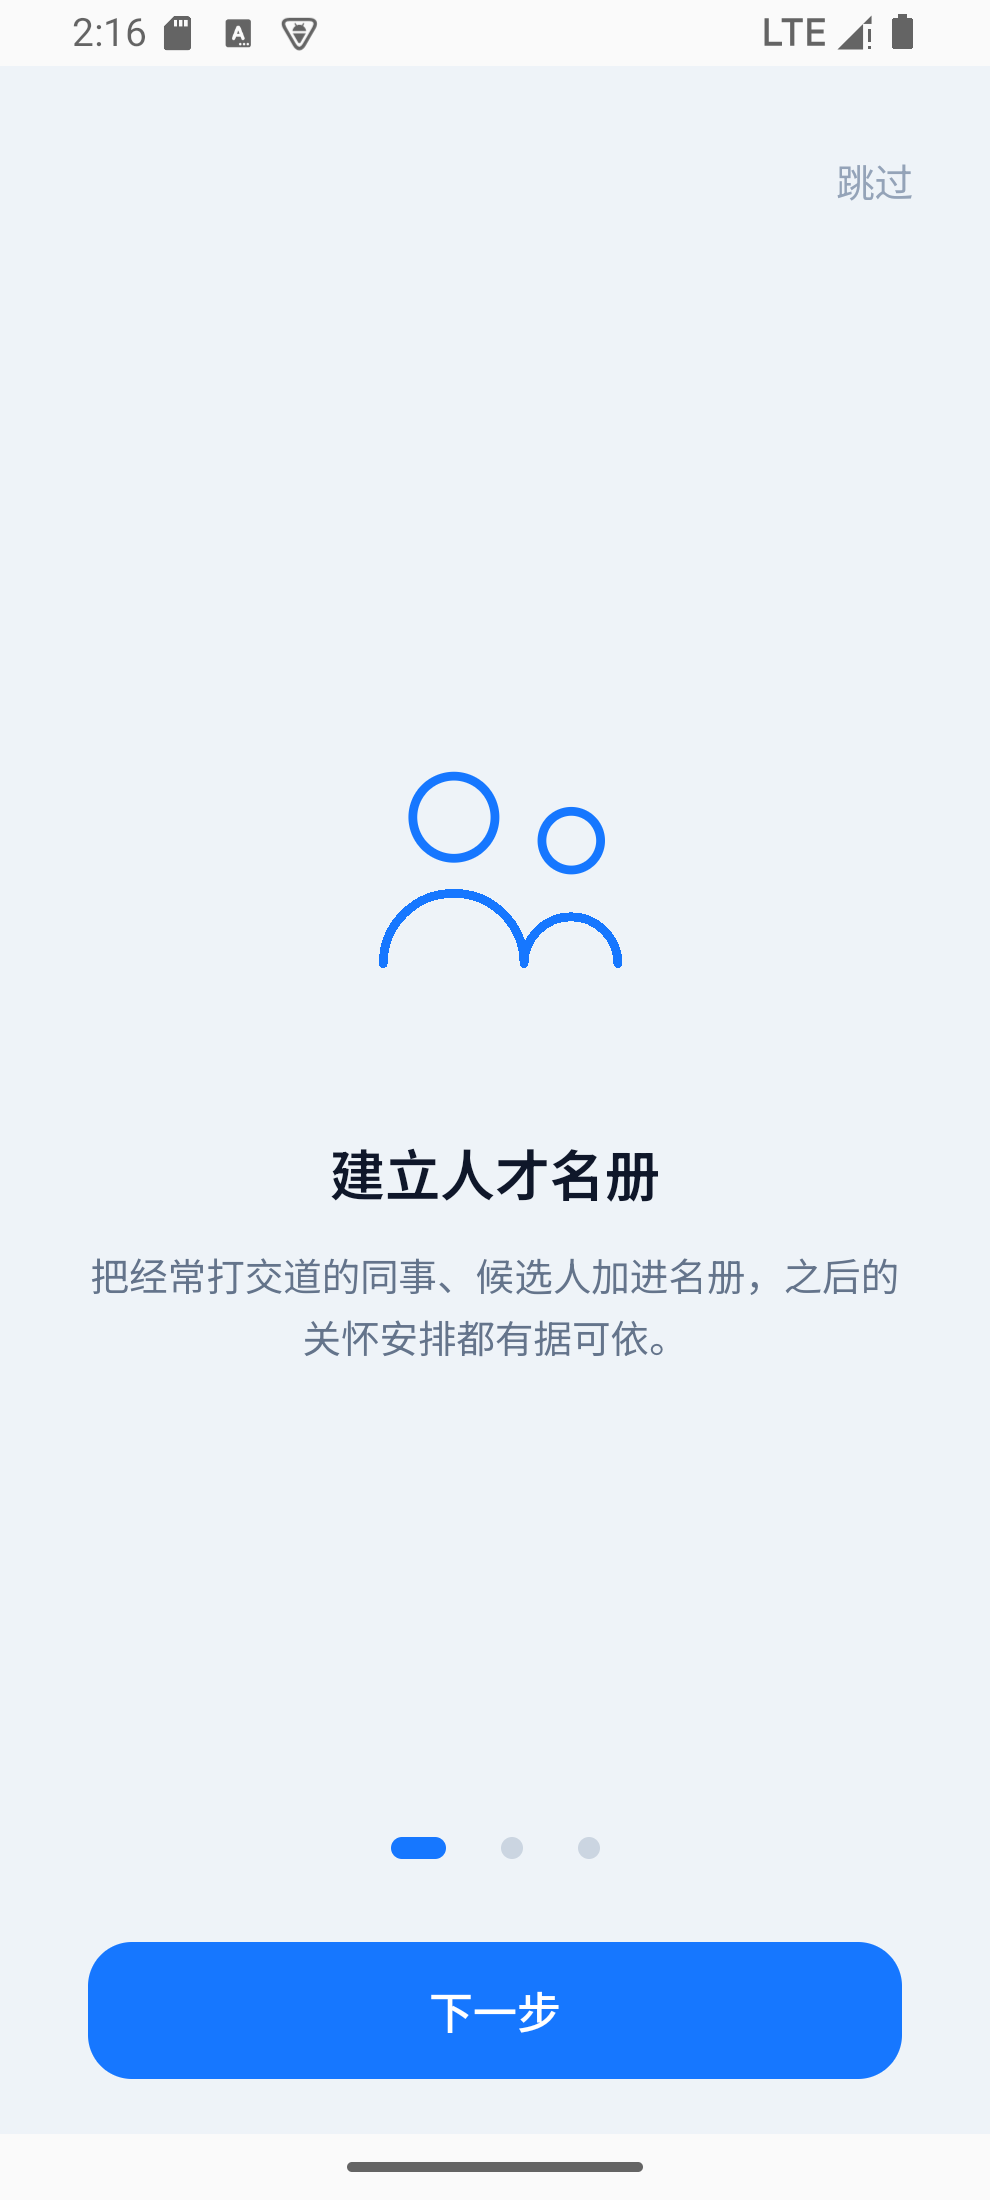 2:16
LTE
跳过
建立人才名册
把经常打交道的同事、候选人加进名册，之后的
关怀安排都有据可依。
下一步